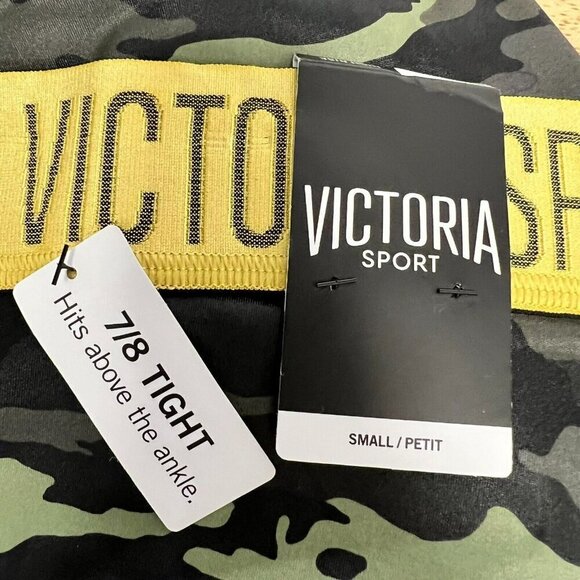 VICTO
SP
VICTORIA
SPORT
SMALL / PETIT
7/8 TIGHT
Hits above the ankle.